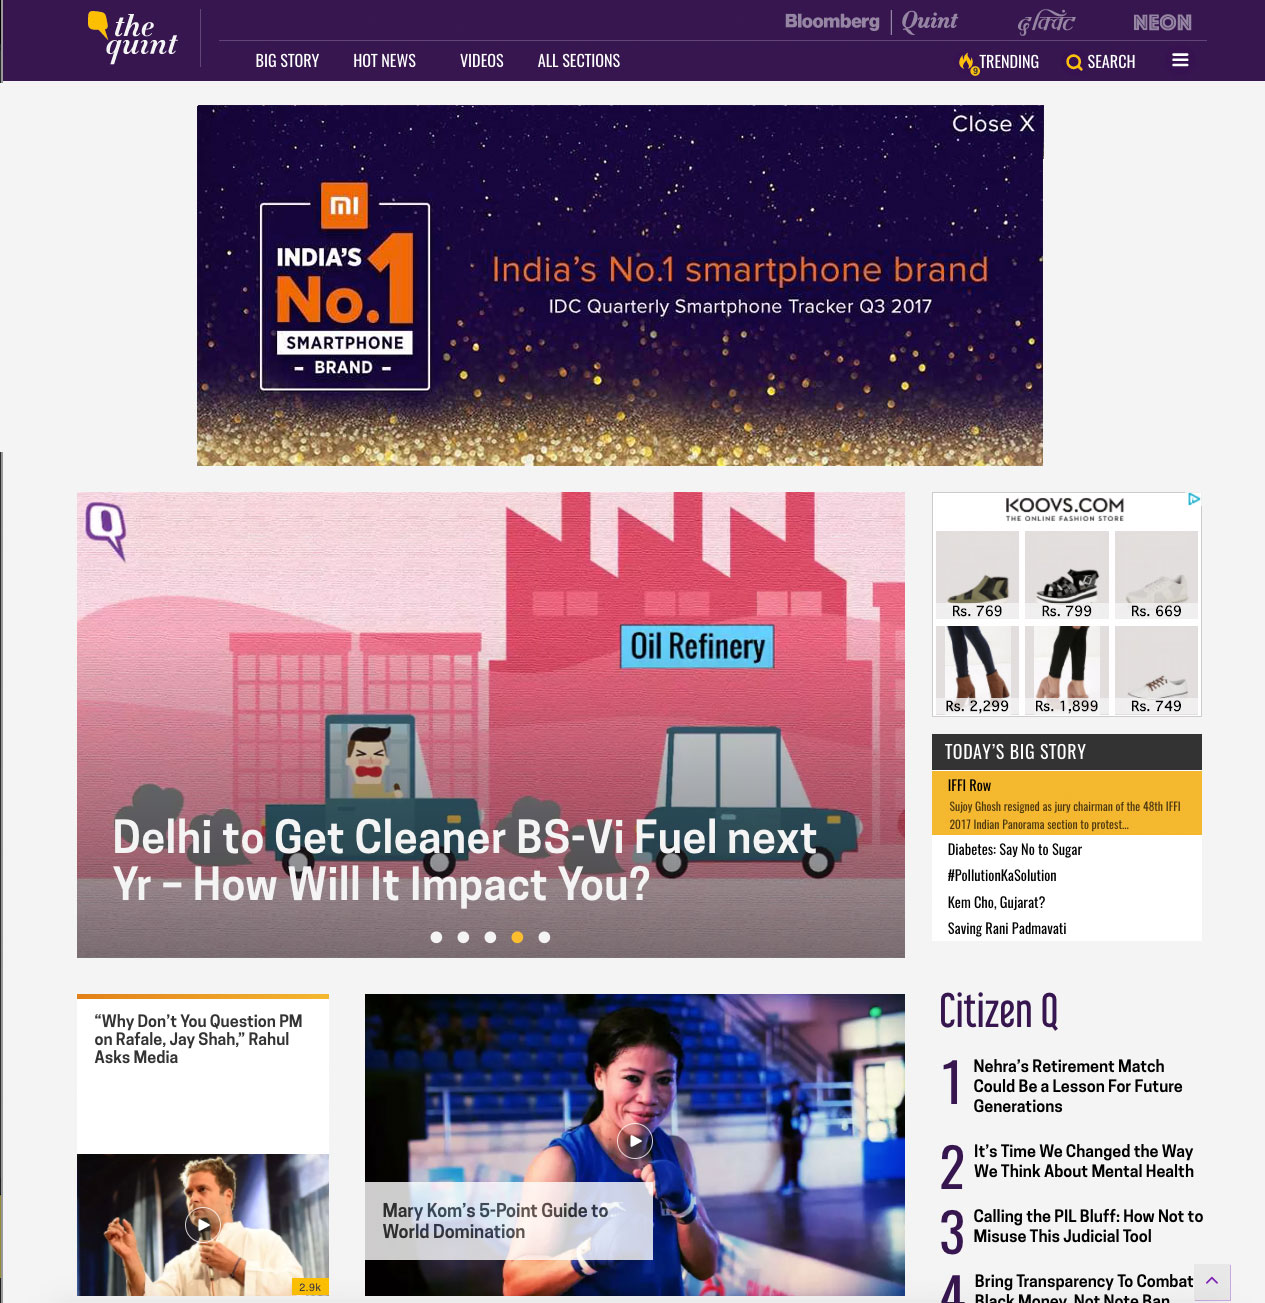 the
quint
Bloomberg | Quint
द क्विंट
NEON
BIG STORY
HOT NEWS
VIDEOS
ALL SECTIONS
9
TRENDING
SEARCH
Close X
mi
INDIA'S
No.1
SMARTPHONE
– BRAND –
India's No.1 smartphone brand
IDC Quarterly Smartphone Tracker Q3 2017
Q
Oil Refinery
Delhi to Get Cleaner BS-Vi Fuel next
Yr – How Will It Impact You?
KOOVS.COM
THE ONLINE FASHION STORE
Rs. 769
Rs. 799
Rs. 669
Rs. 2,299
Rs. 1,899
Rs. 749
TODAY'S BIG STORY
IFFI Row
Sujoy Ghosh resigned as jury chairman of the 48th IFFI
2017 Indian Panorama section to protest...
Diabetes: Say No to Sugar
#PollutionKaSolution
Kem Cho, Gujarat?
Saving Rani Padmavati
“Why Don't You Question PM
on Rafale, Jay Shah,” Rahul
Asks Media
2.9k
Mary Kom's 5-Point Guide to
World Domination
Citizen Q
1
Nehra's Retirement Match
Could Be a Lesson For Future
Generations
2
It's Time We Changed the Way
We Think About Mental Health
3
Calling the PIL Bluff: How Not to
Misuse This Judicial Tool
4
Bring Transparency To Combat
Black Money, Not Note Ban